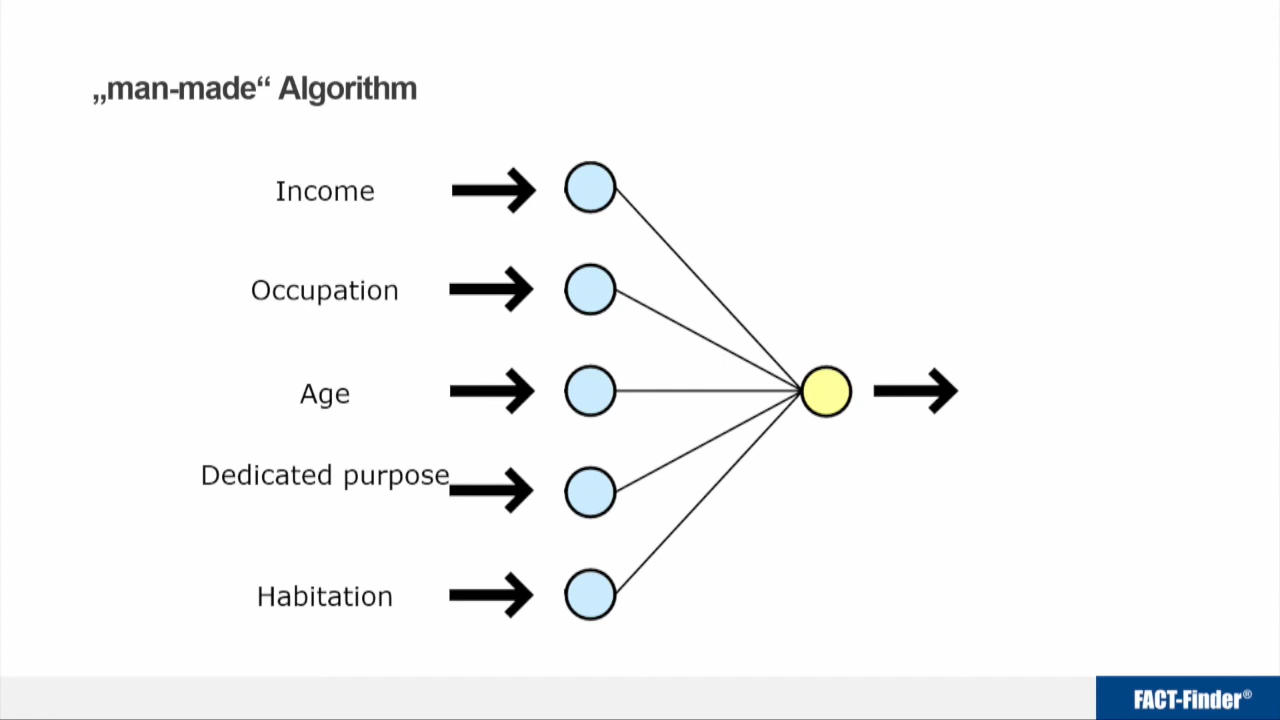 „man-made“ Algorithm
Income
Occupation
Age
Dedicated purpose
Habitation
FACT-Finder®